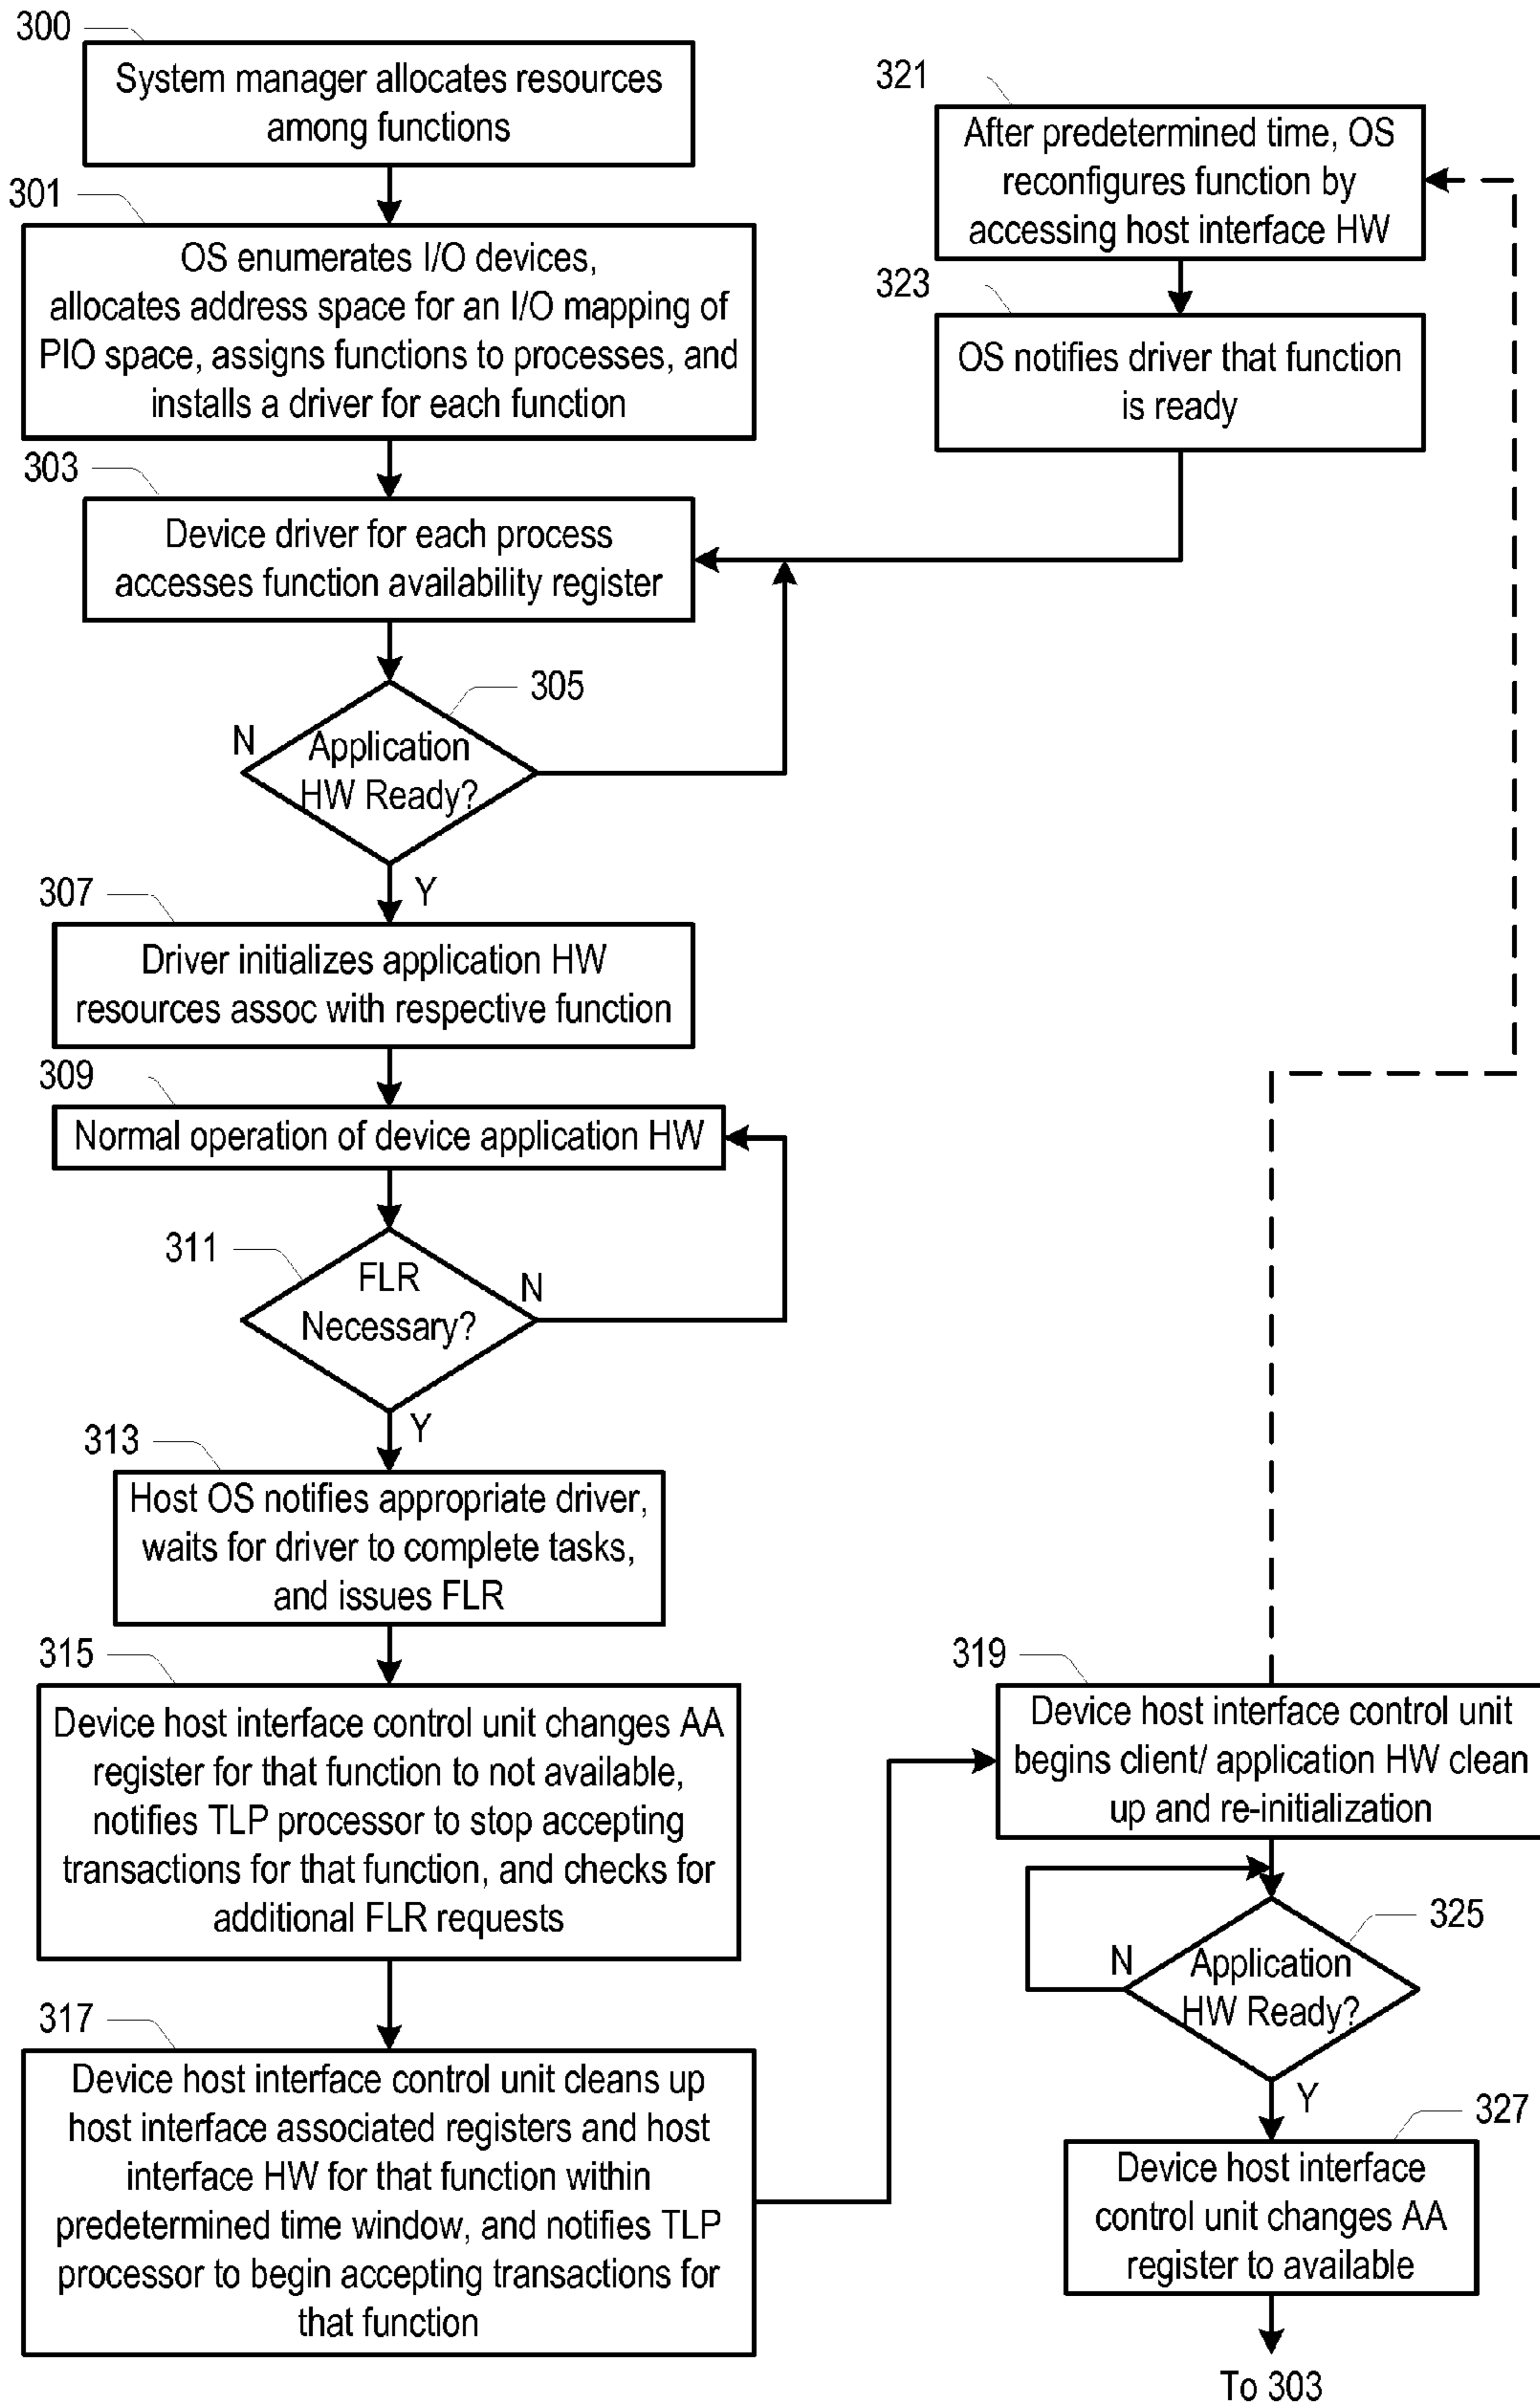 300
System manager allocates resources
among functions
301
OS enumerates I/O devices,
allocates address space for an I/O mapping of
PIO space, assigns functions to processes, and
installs a driver for each function
303
Device driver for each process
accesses function availability register
305
N
Application
HW Ready?
Y
307
Driver initializes application HW
resources assoc with respective function
309
Normal operation of device application HW
311
FLR
Necessary?
N
Y
313
Host OS notifies appropriate driver,
waits for driver to complete tasks,
and issues FLR
315
Device host interface control unit changes AA
register for that function to not available,
notifies TLP processor to stop accepting
transactions for that function, and checks for
additional FLR requests
317
Device host interface control unit cleans up
host interface associated registers and host
interface HW for that function within
predetermined time window, and notifies TLP
processor to begin accepting transactions for
that function
319
Device host interface control unit
begins client/ application HW clean
up and re-initialization
321
After predetermined time, OS
reconfigures function by
accessing host interface HW
323
OS notifies driver that function
is ready
325
N
Application
HW Ready?
Y
327
Device host interface
control unit changes AA
register to available
To 303